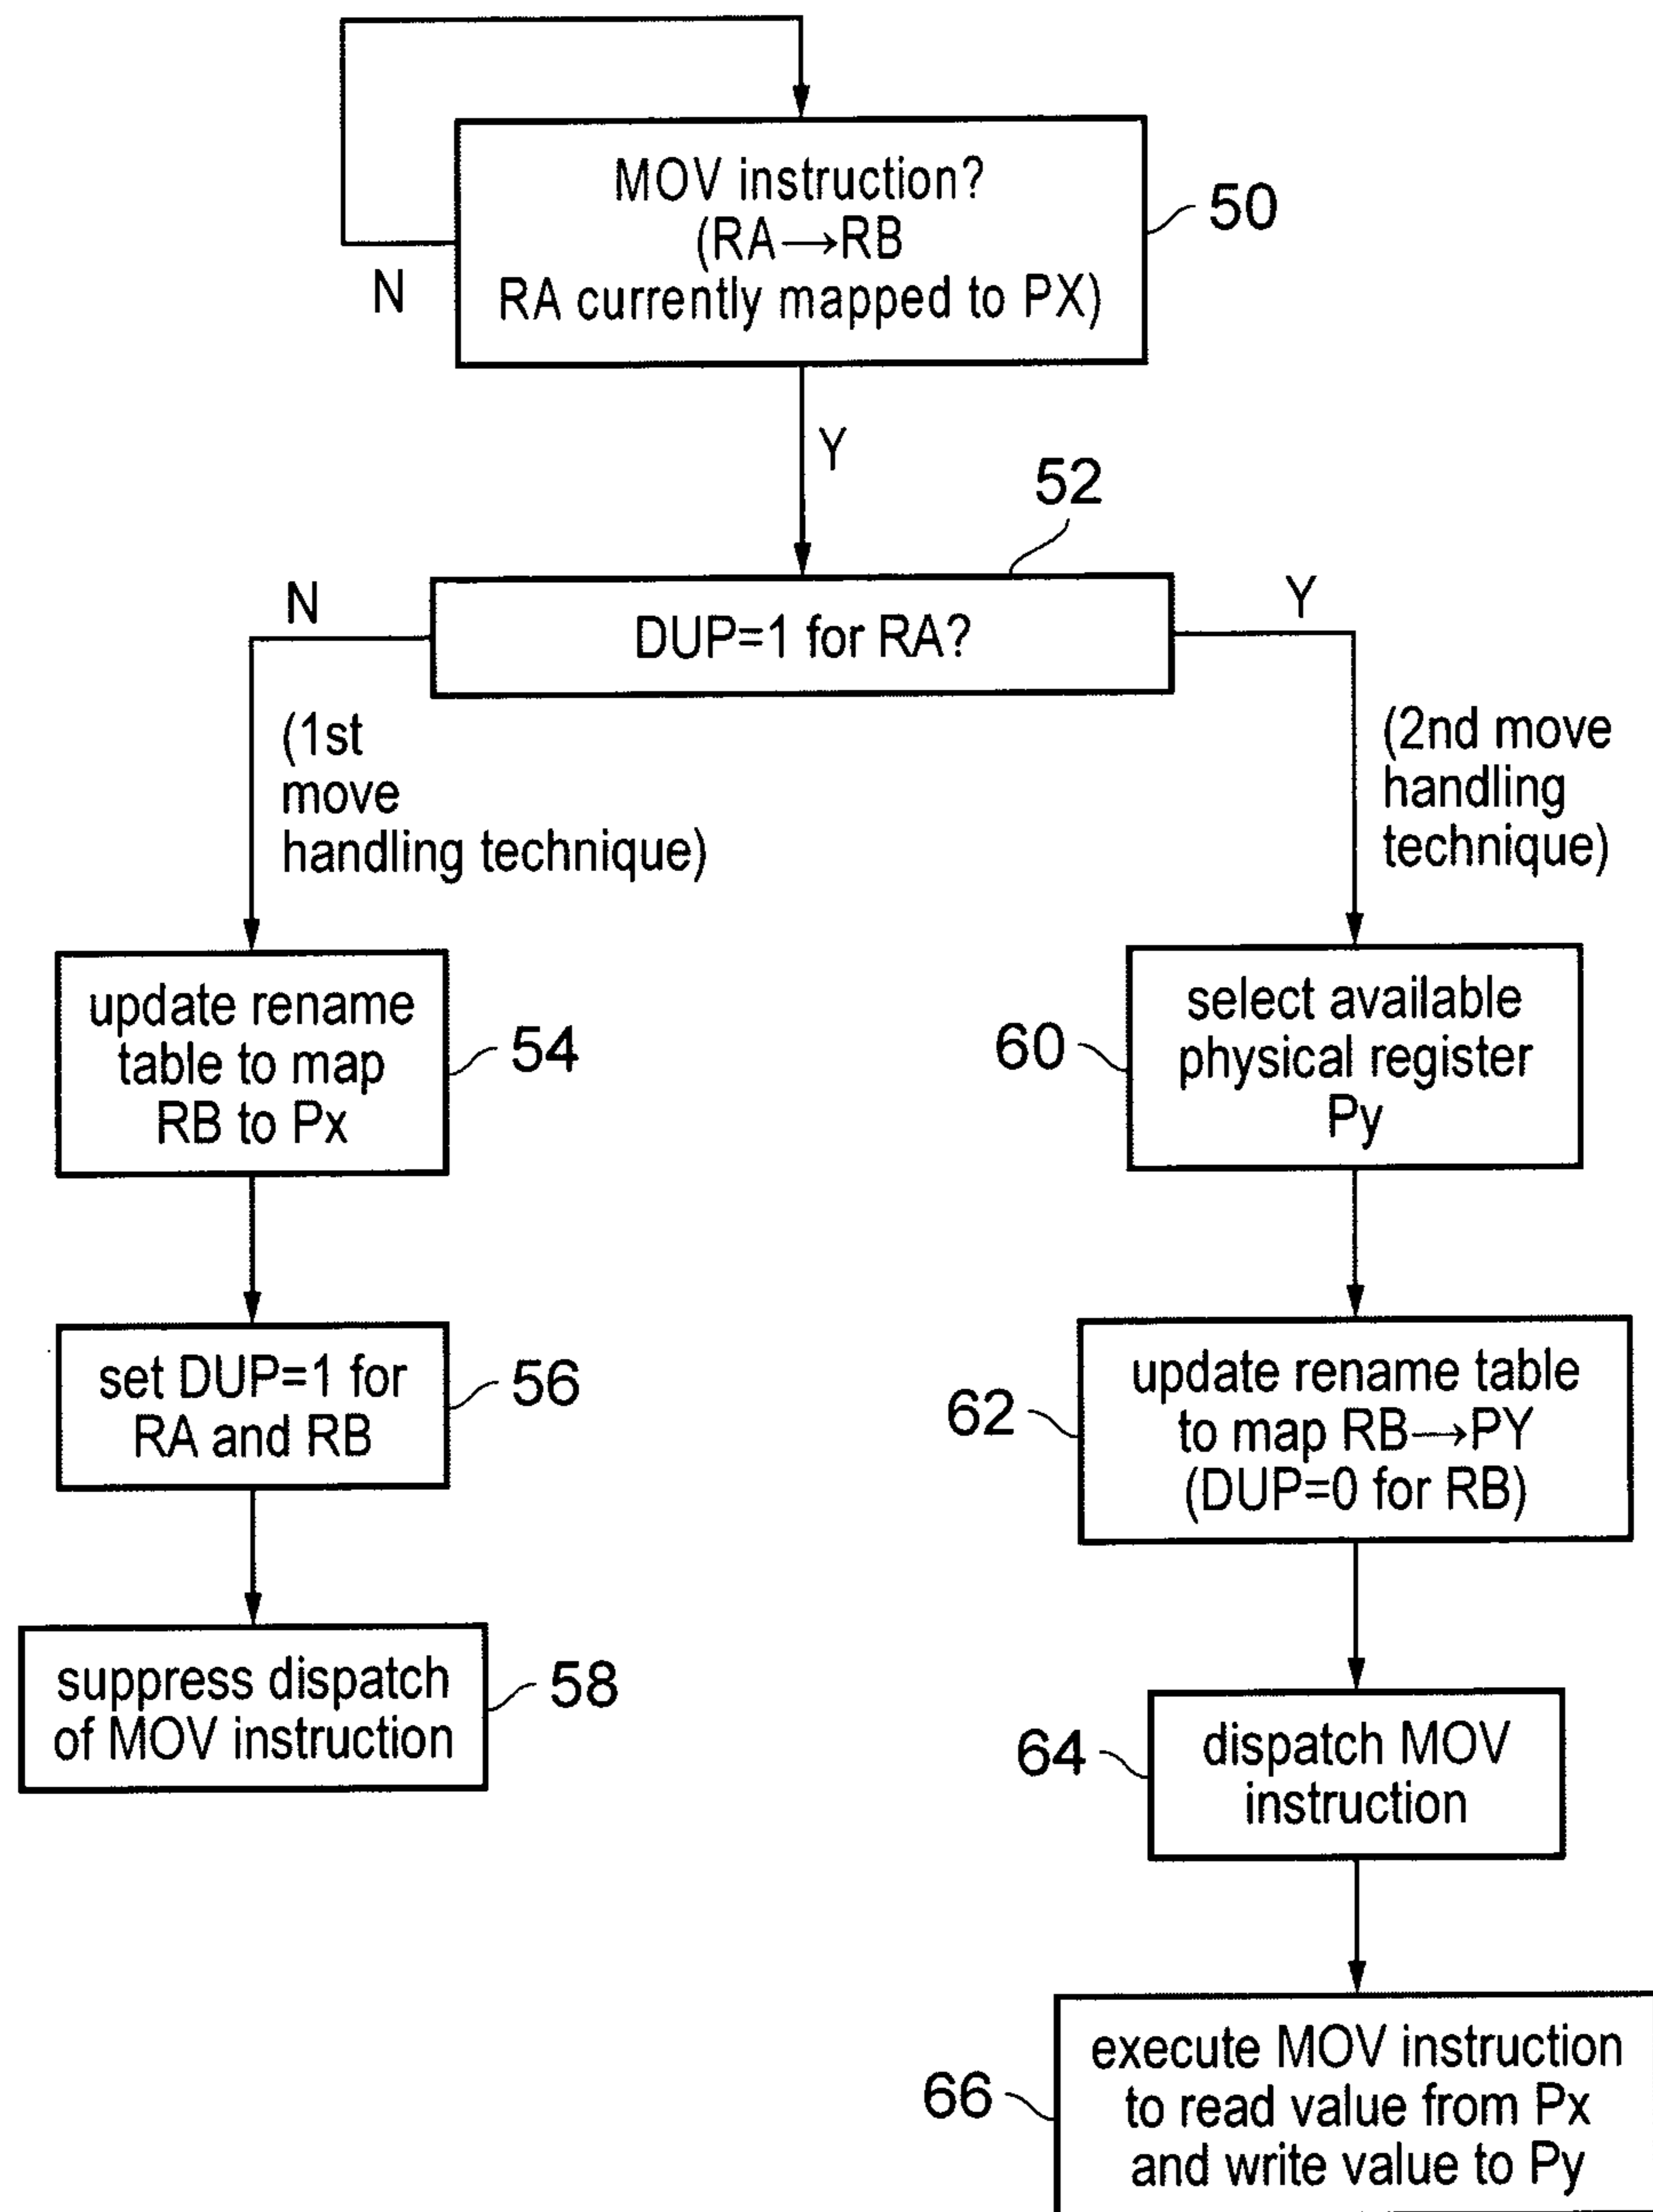 MOV instruction?
(RA→RB
RA currently mapped to PX)
50
N
Y
52
DUP=1 for RA?
N
Y
(1st
move
handling technique)
(2nd move
handling
technique)
update rename
table to map
RB to Px
54
select available
physical register
Py
60
set DUP=1 for
RA and RB
56
update rename table
to map RB→PY
(DUP=0 for RB)
62
suppress dispatch
of MOV instruction
58
dispatch MOV
instruction
64
execute MOV instruction
to read value from Px
and write value to Py
66